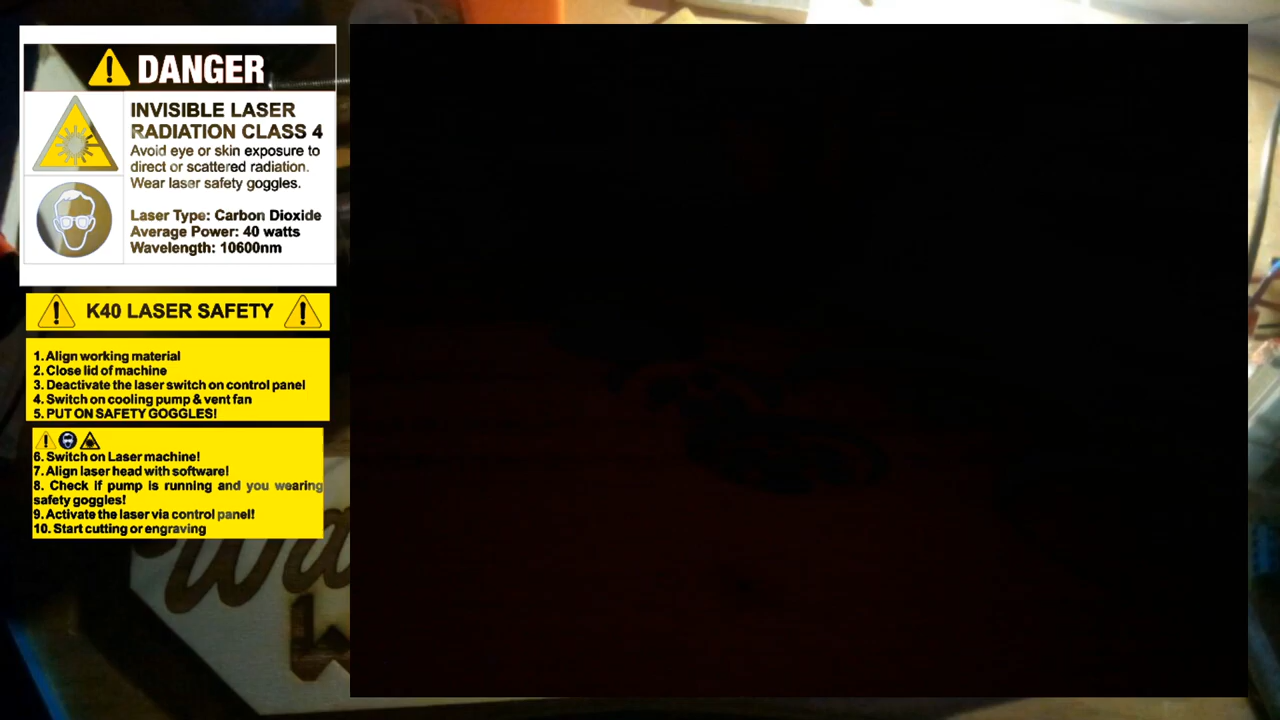 DANGER
INVISIBLE LASER
RADIATION CLASS 4
Avoid eye or skin exposure to
direct or scattered radiation.
Wear laser safety goggles.
Laser Type: Carbon Dioxide
Average Power: 40 watts
Wavelength: 10600nm
K40 LASER SAFETY
1. Align working material
2. Close lid of machine
3. Deactivate the laser switch on control panel
4. Switch on cooling pump & vent fan
5. PUT ON SAFETY GOGGLES!
6. Switch on Laser machine!
7. Align laser head with software!
8. Check if pump is running and you wearing
safety goggles!
9. Activate the laser via control panel!
10. Start cutting or engraving